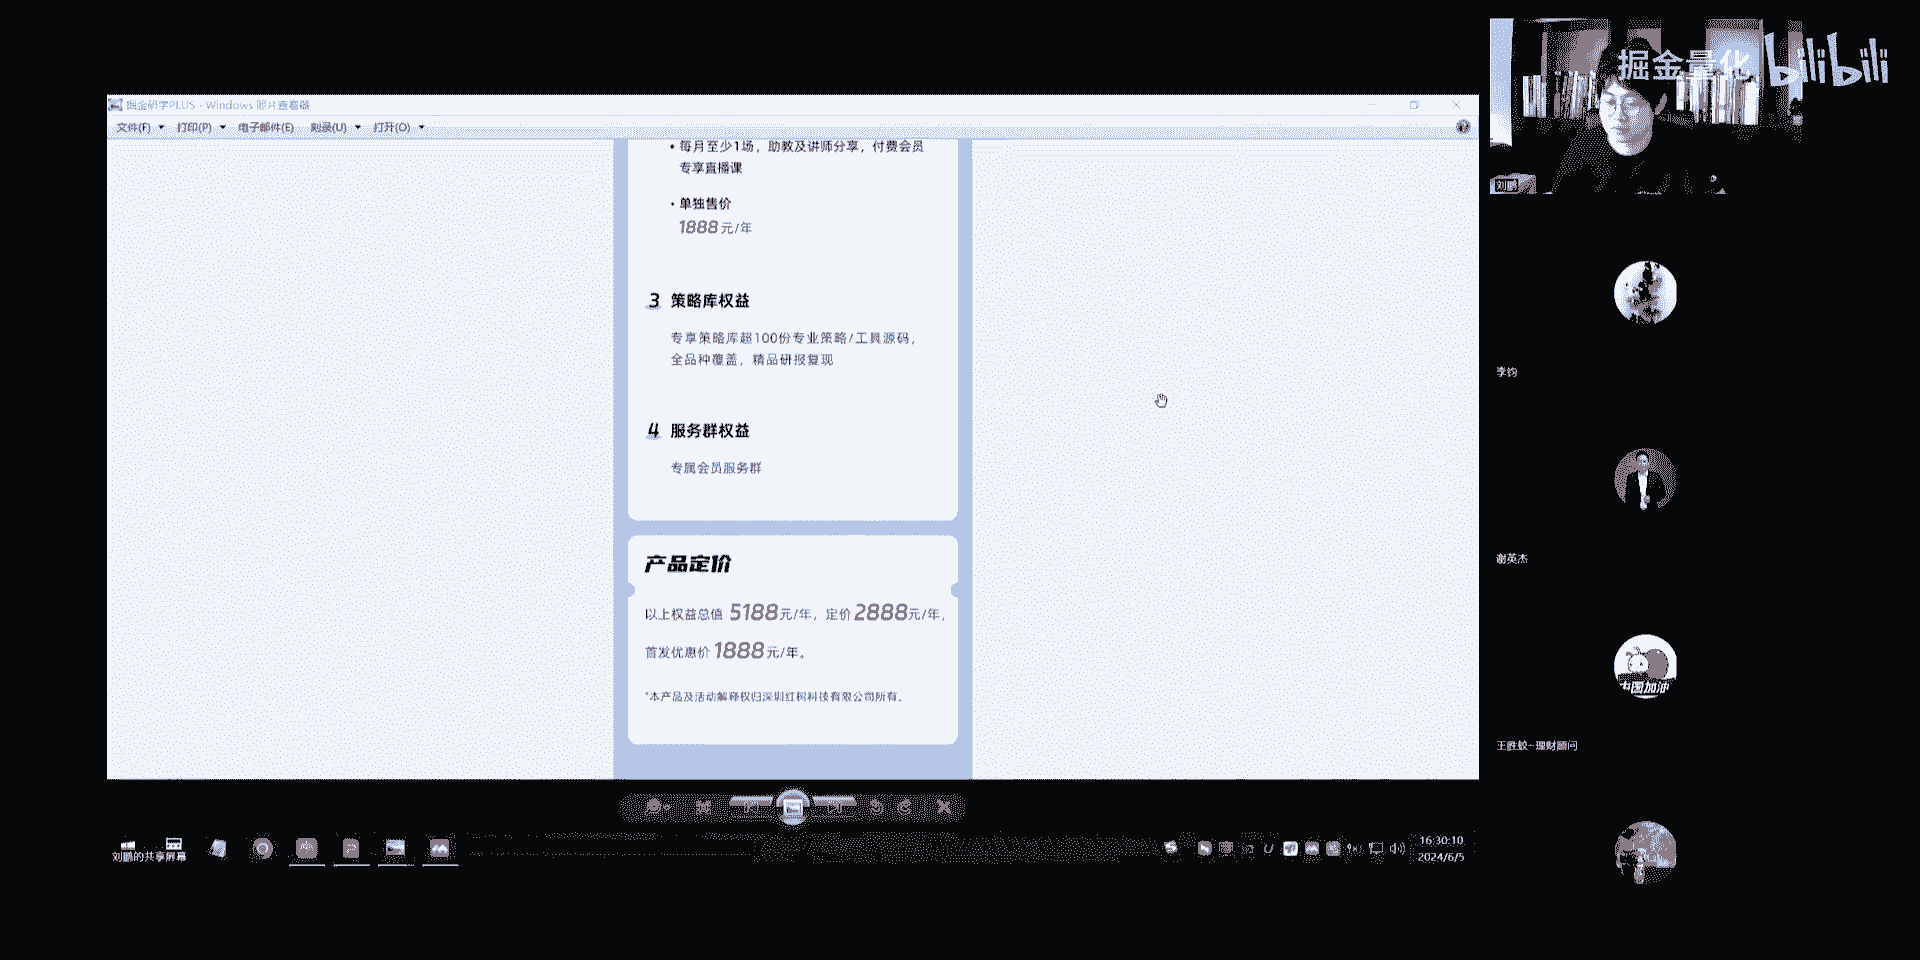 掘金量化 bilibili
掘金研学PLUS - Windows 照片查看器
文件(F) 打印(P) 电子邮件(E) 刻录(U) 打开(O)
• 每月至少1场，助教及讲师分享，付费会员
专享直播课
• 单独售价
1888元/年
3 策略库权益
专享策略库超100份专业策略/工具源码，
全品种覆盖，精品研报复现
4 服务群权益
专属会员服务群
产品定价
以上权益总值 5188元/年，定价2888元/年，
首发优惠价 1888元/年。
*本产品及活动解释权归深圳红树科技有限公司所有。
刘鹏
李钧
谢英杰
中国加油
王胜蛟-理财顾问
刘鹏的共享屏幕
16:30:10
2024/6/5